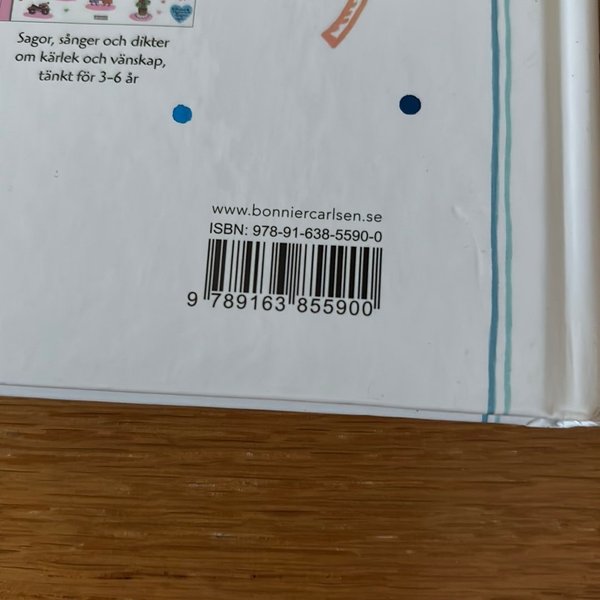 Sagor, sånger och dikter
om kärlek och vänskap,
tänkt för 3-6 år
www.bonniercarlsen.se
ISBN: 978-91-638-5590-0
9 789163 855900